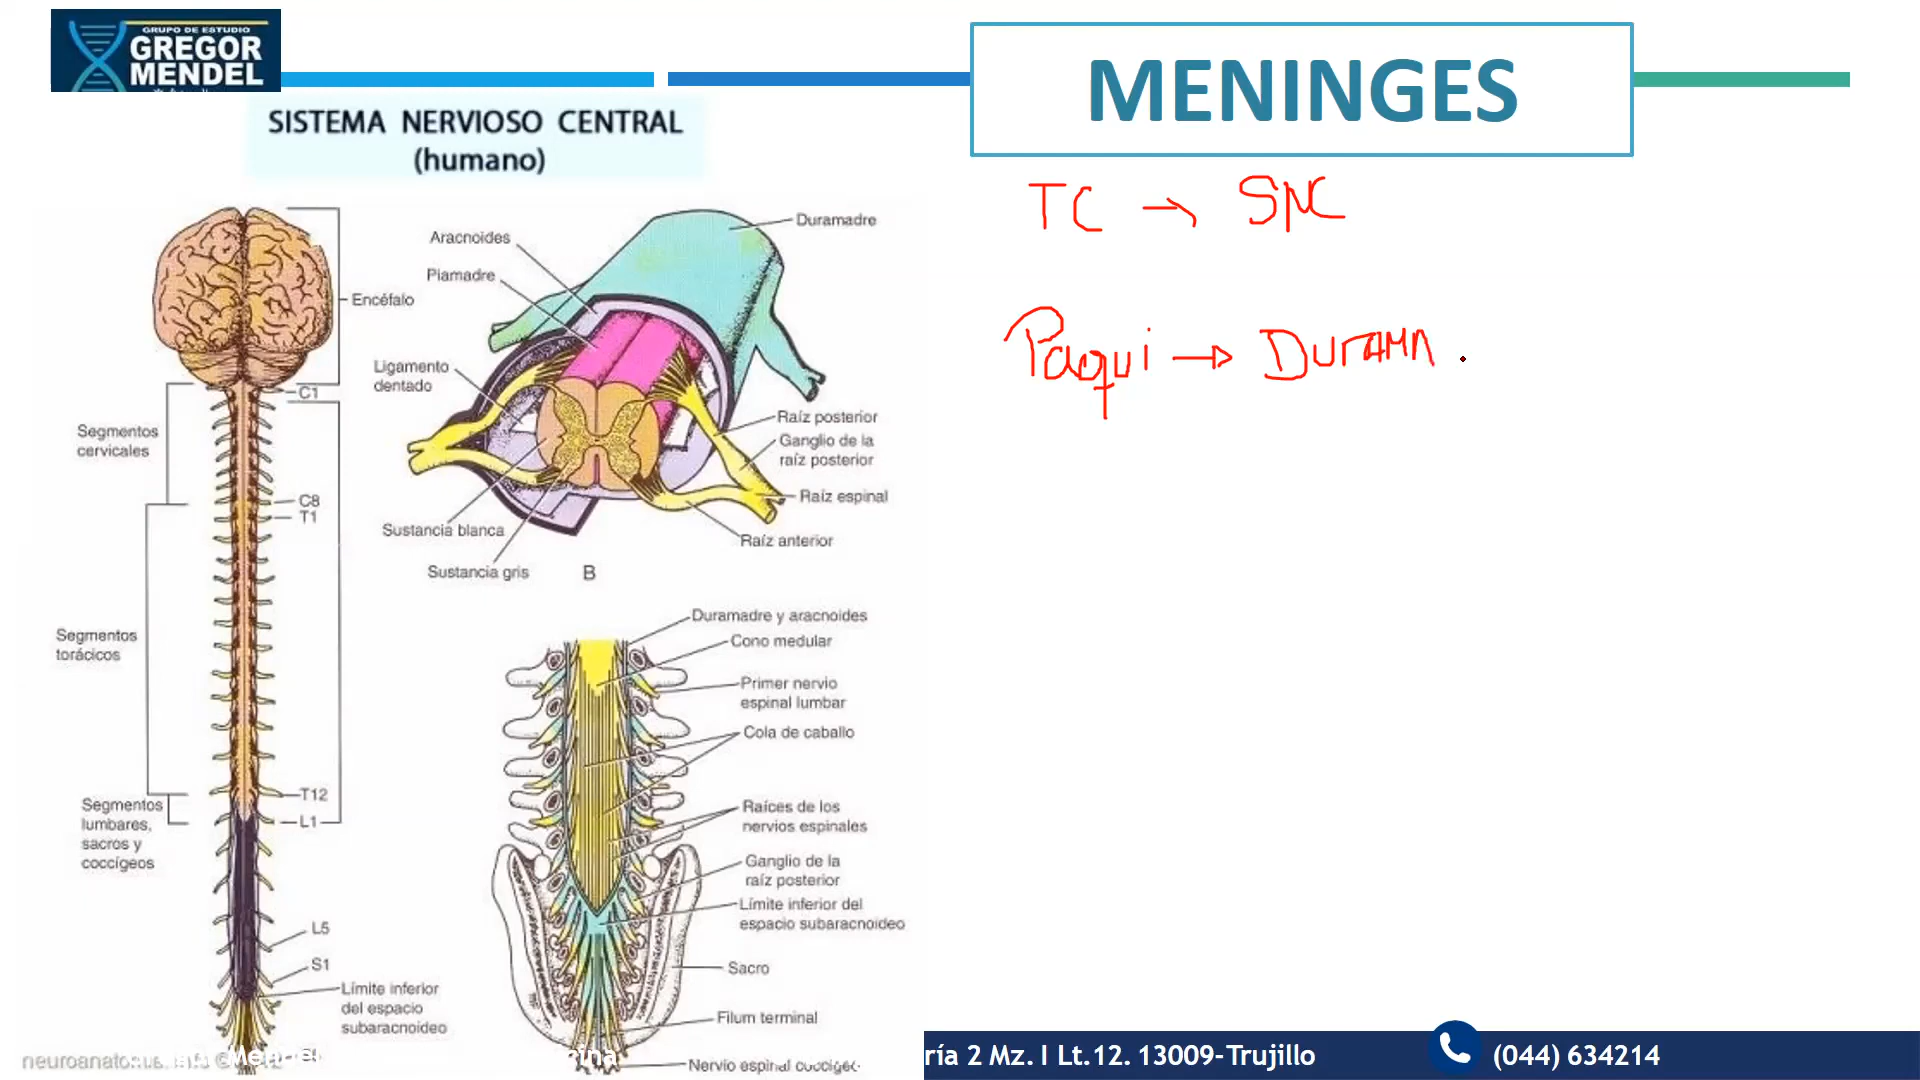 GRUPO DE ESTUDIO
GREGOR
MENDEL
MENINGES
SISTEMA NERVIOSO CENTRAL
(humano)
TC → SNC
Paqui → DURAMA
Encéfalo
C1
Segmentos
cervicales
C8
T1
Segmentos
torácicos
T12
Segmentos
lumbares,
sacros y
coccígeos
L1
L5
S1
Límite inferior
del espacio
subaracnoideo
Duramadre
Aracnoides
Piamadre
Ligamento
dentado
Raíz posterior
Ganglio de la
raíz posterior
Raíz espinal
Sustancia blanca
Raíz anterior
Sustancia gris
B
Duramadre y aracnoides
Cono medular
Primer nervio
espinal lumbar
Cola de caballo
Raíces de los
nervios espinales
Ganglio de la
raíz posterior
Límite inferior del
espacio subaracnoideo
Sacro
Filum terminal
Nervio espinal
ría 2 Mz. I Lt.12. 13009-Trujillo
(044) 634214